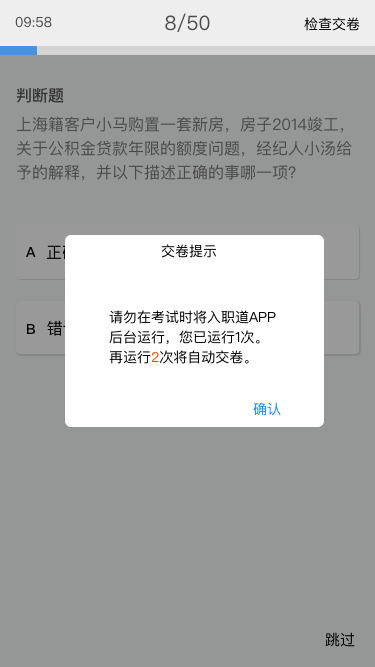 09:58
8/50
检查交卷
判断题
上海籍客户小马购置一套新房，房子2014竣工，
关于公积金贷款年限的额度问题，经纪人小汤给
予的解释，并以下描述正确的事哪一项？
A 正
交卷提示
请勿在考试时将入职道APP
后台运行，您已运行1次。
再运行2次将自动交卷。
B 错
确认
跳过